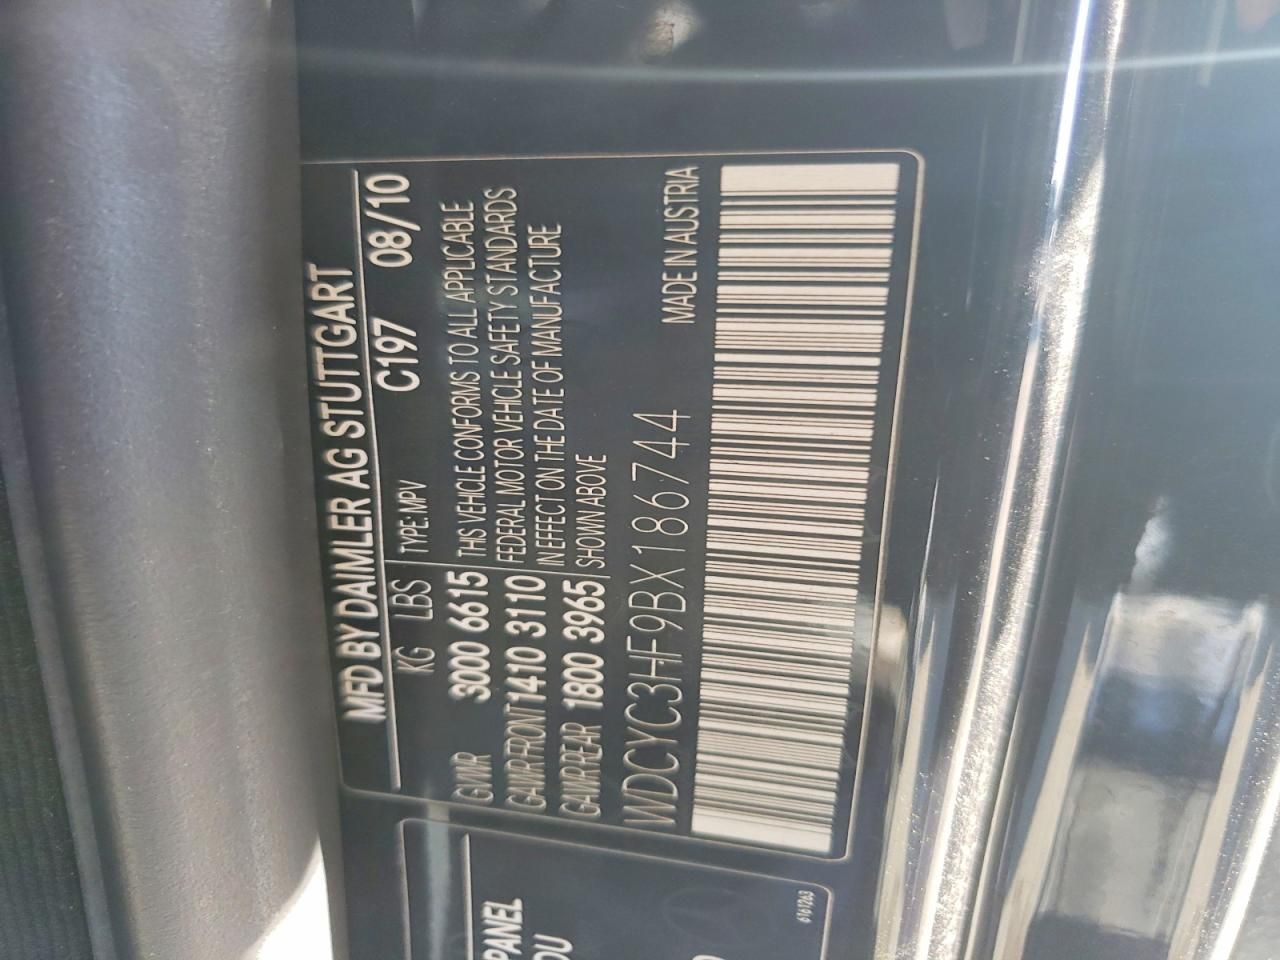 MFD BY DAIMLER AG STUTTGART
KG LBS TYPE:MPV C197 08/10
GVWR 3000 6615 THIS VEHICLE CONFORMS TO ALL APPLICABLE
GAWR FRONT 1410 3110 FEDERAL MOTOR VEHICLE SAFETY STANDARDS
GAWR REAR 1800 3965 IN EFFECT ON THE DATE OF MANUFACTURE
SHOWN ABOVE
WDCYC3HF9BX186744 MADE IN AUSTRIA
PANEL
OU
6161263